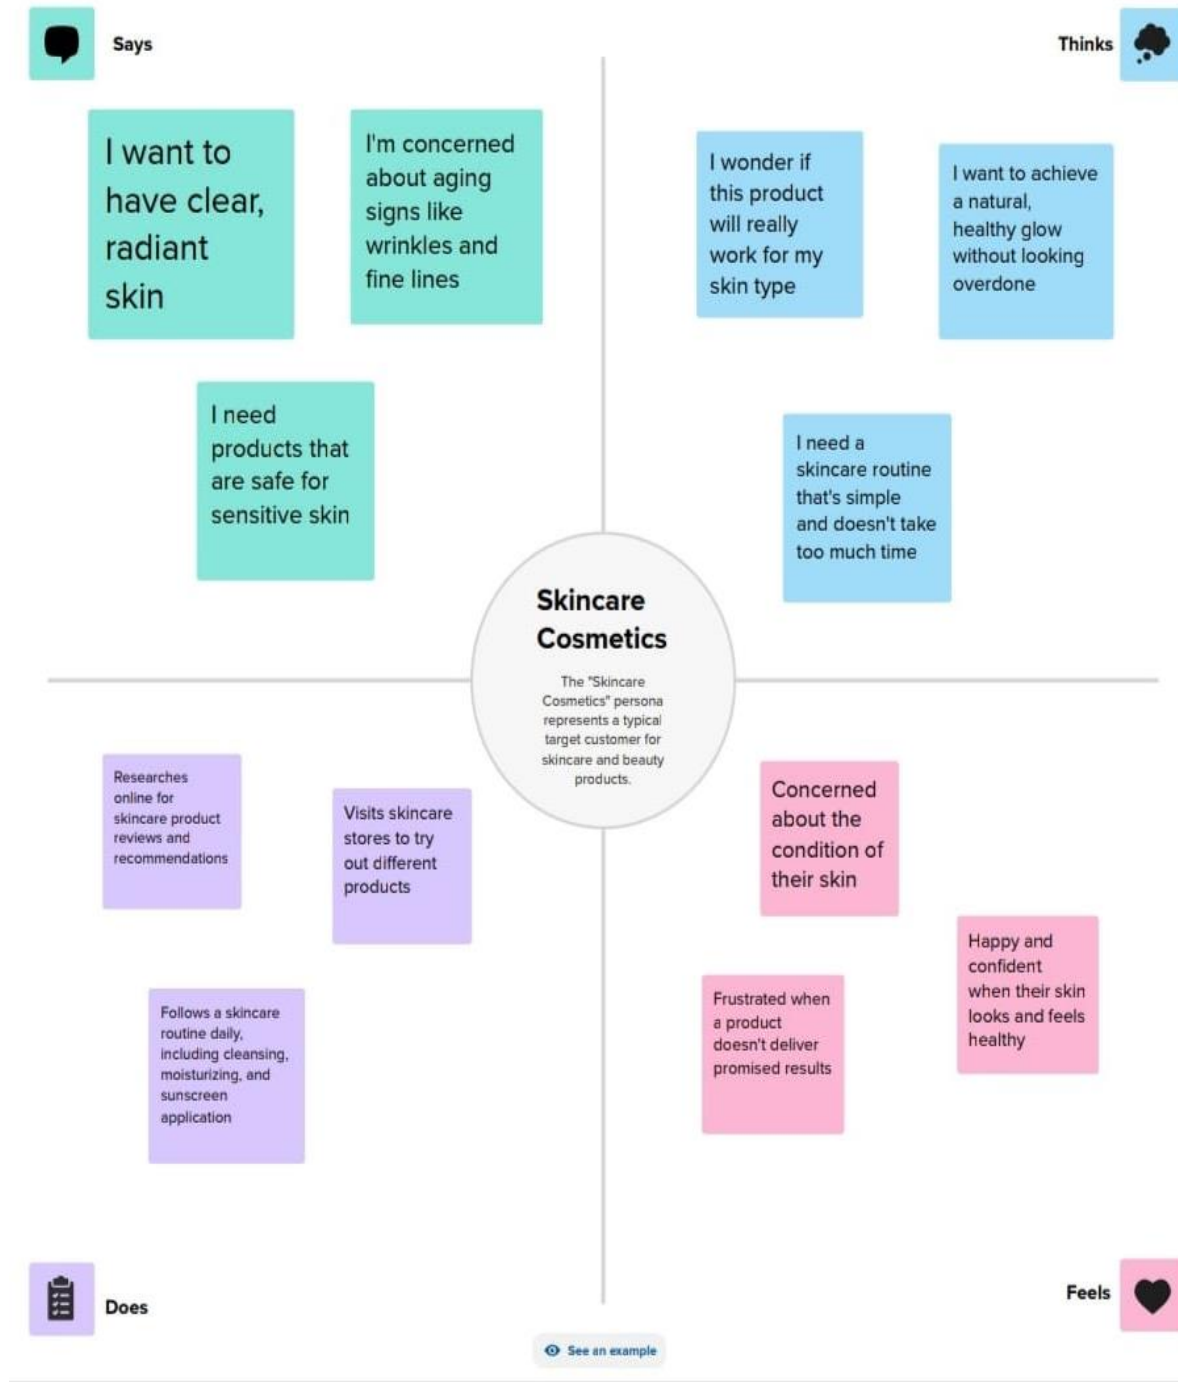 Says
Thinks
I want to
have clear,
radiant
skin
I'm concerned
about aging
signs like
wrinkles and
fine lines
I need
products that
are safe for
sensitive skin
I wonder if
this product
will really
work for my
skin type
I want to achieve
a natural,
healthy glow
without looking
overdone
I need a
skincare routine
that's simple
and doesn't take
too much time
Skincare
Cosmetics
The "Skincare
Cosmetics" persona
represents a typical
target customer for
skincare and beauty
products.
Researches
online for
skincare product
reviews and
recommendations
Visits skincare
stores to try
out different
products
Follows a skincare
routine daily,
including cleansing,
moisturizing, and
sunscreen
application
Concerned
about the
condition of
their skin
Happy and
confident
when their skin
looks and feels
healthy
Frustrated when
a product
doesn't deliver
promised results
Does
Feels
See an example